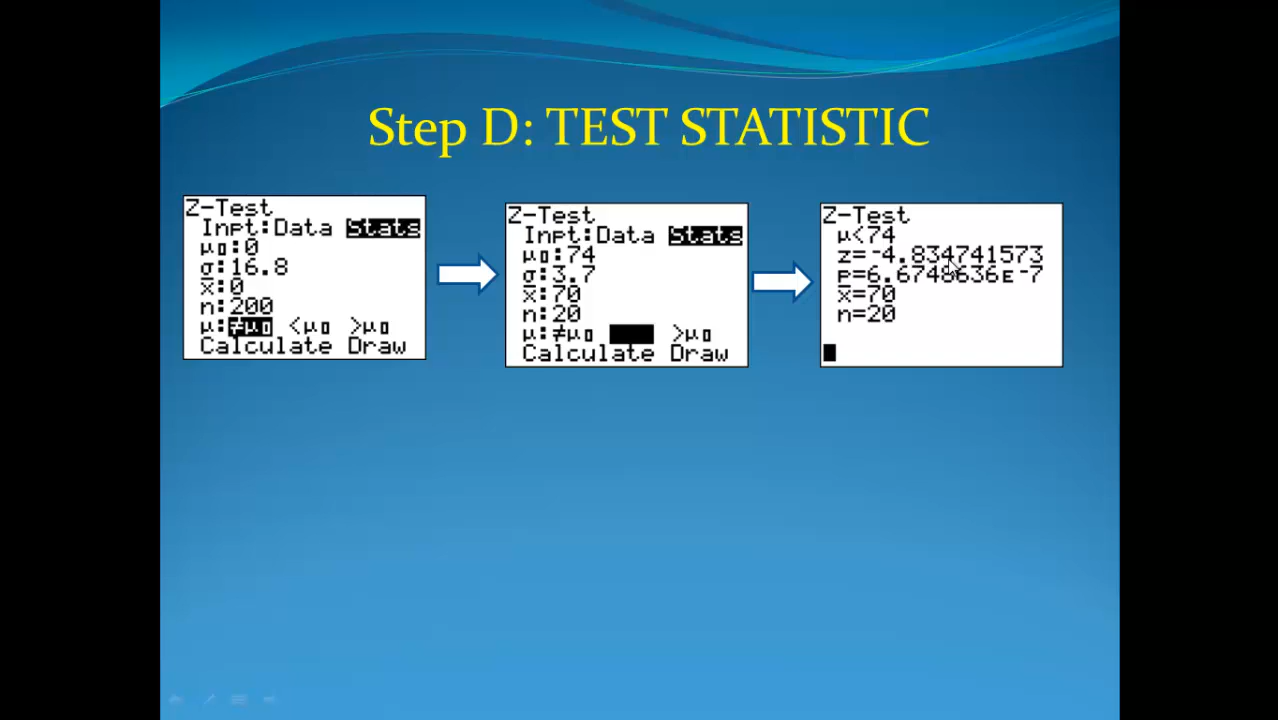 Step D: TEST STATISTIC
Z-Test
Inpt:Data Stats
μ₀:0
σ:16.8
x̄:0
n:200
μ:≠μ₀ <μ₀ >μ₀
Calculate Draw
Z-Test
Inpt:Data Stats
μ₀:74
σ:3.7
x̄:70
n:20
μ:≠μ₀ >μ₀
Calculate Draw
Z-Test
μ<74
z=-4.834741573
p=6.6748636E-7
x̄=70
n=20